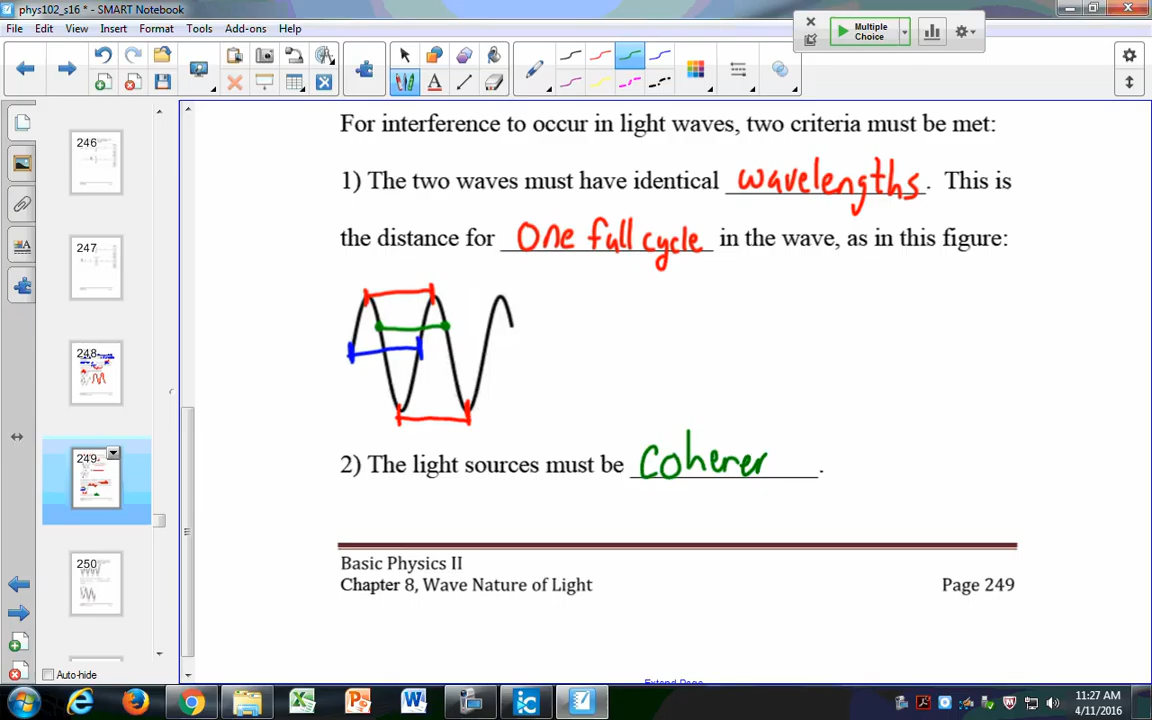 phys102_s16 * - SMART Notebook
File Edit View Insert Format Tools Add-ons Help
Multiple
Choice
For interference to occur in light waves, two criteria must be met:
1) The two waves must have identical wavelengths. This is
the distance for One full cycle in the wave, as in this figure:
2) The light sources must be Coherer .
Basic Physics II
Chapter 8, Wave Nature of Light Page 249
246
247
248
249
250
Auto-hide
Extend Page
11:27 AM
4/11/2016